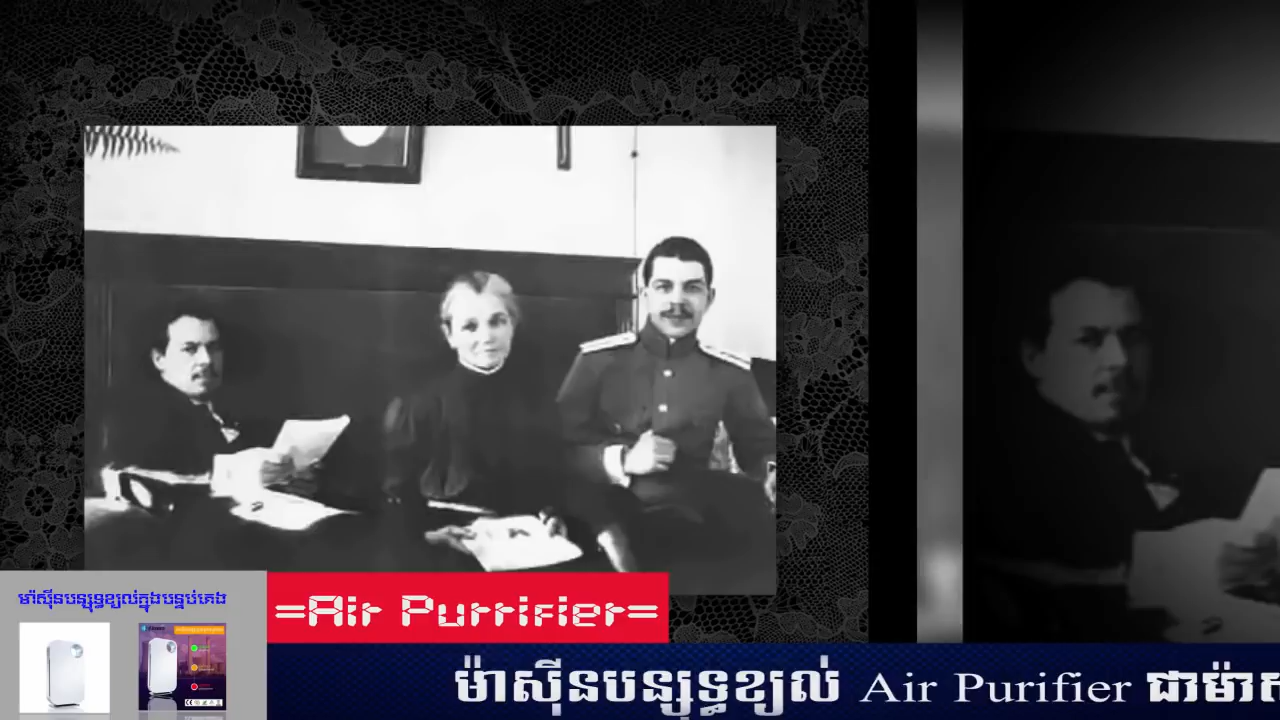 ម៉ាស៊ីនបន្សុទ្ធខ្យល់ក្នុងបន្ទប់គេង
=Air Purrifier=
ម៉ាស៊ីនបន្សុទ្ធខ្យល់ Air Purifier ជាម៉ាស